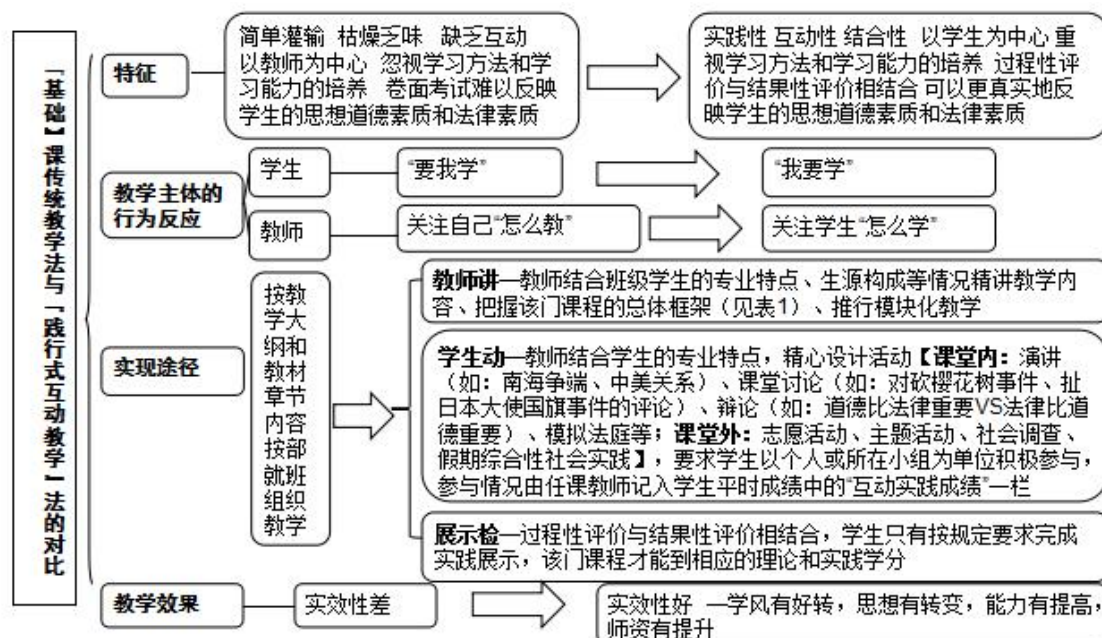 「基础】课传统教学法与「践行式互动教学」法的对比
特征
简单灌输 枯燥乏味 缺乏互动
以教师为中心 忽视学习方法和学
习能力的培养 卷面考试难以反映
学生的思想道德素质和法律素质
实践性 互动性 结合性 以学生为中心 重
视学习方法和学习能力的培养 过程性评
价与结果性评价相结合 可以更真实地反
映学生的思想道德素质和法律素质
教学主体的
行为反应
学生
“要我学”
“我要学”
教师
关注自己“怎么教”
关注学生“怎么学”
实现途径
按教
学大
纲和
教材
章节
内容
按部
就班
组织
教学
教师讲—教师结合班级学生的专业特点、生源构成等情况精讲教学内
容、把握该门课程的总体框架（见表1）、推行模块化教学
学生动—教师结合学生的专业特点，精心设计活动【课堂内：演讲
（如：南海争端、中美关系）、课堂讨论（如：对砍樱花树事件、扯
日本大使国旗事件的评论）、辩论（如：道德比法律重要VS法律比道
德重要）、模拟法庭等；课堂外：志愿活动、主题活动、社会调查、
假期综合性社会实践】，要求学生以个人或所在小组为单位积极参与，
参与情况由任课教师记入学生平时成绩中的“互动实践成绩”一栏
展示检—过程性评价与结果性评价相结合，学生只有按规定要求完成
实践展示，该门课程才能到相应的理论和实践学分
教学效果
实效性差
实效性好 —学风有好转，思想有转变，能力有提高，
师资有提升